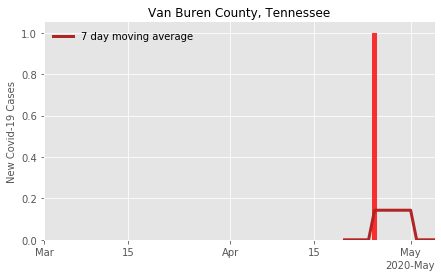 Van Buren County, Tennessee
7 day moving average
New Covid-19 Cases
1.0
0.8
0.6
0.4
0.2
0.0
Mar 15 Apr 15 May
2020-May